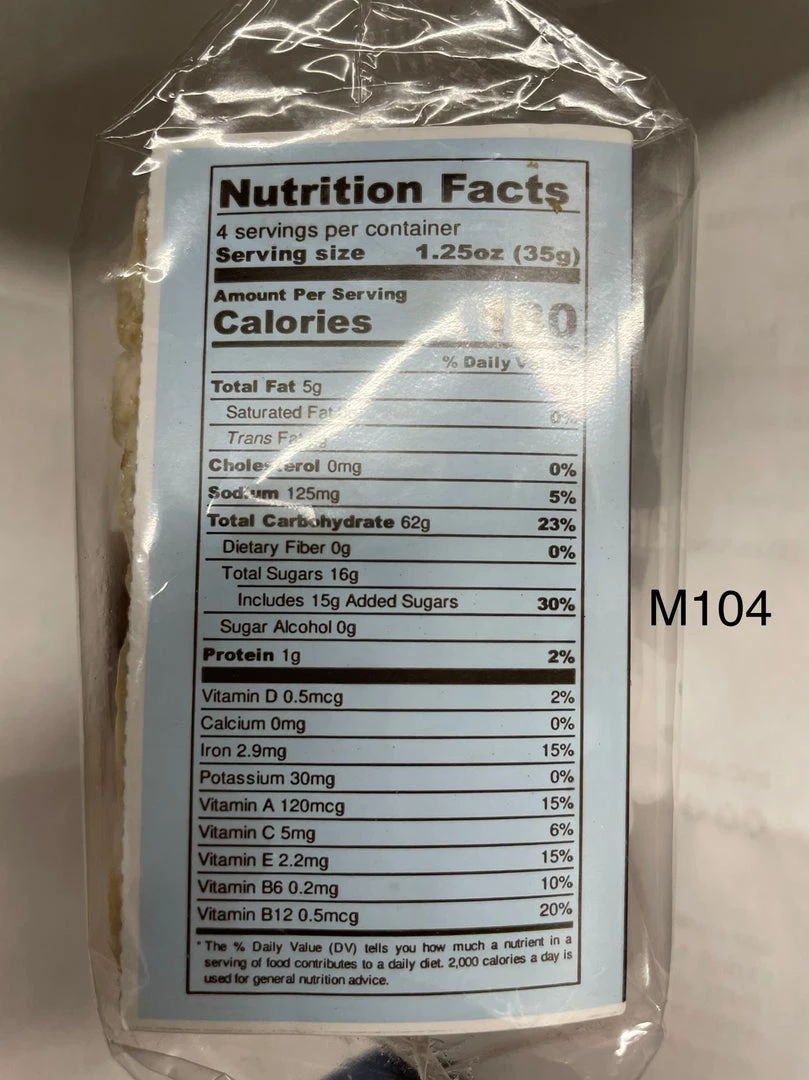 Nutrition Facts
4 servings per container
Serving size 1.25oz (35g)
Amount Per Serving
Calories
% Daily
Total Fat 5g
Saturated Fat 0%
Trans Fat
Cholesterol 0mg 0%
Sodium 125mg 5%
Total Carbohydrate 62g 23%
Dietary Fiber 0g 0%
Total Sugars 16g
Includes 15g Added Sugars 30%
Sugar Alcohol 0g
Protein 1g 2%
Vitamin D 0.5mcg 2%
Calcium 0mg 0%
Iron 2.9mg 15%
Potassium 30mg 0%
Vitamin A 120mcg 15%
Vitamin C 5mg 6%
Vitamin E 2.2mg 15%
Vitamin B6 0.2mg 10%
Vitamin B12 0.5mcg 20%
* The % Daily Value (DV) tells you how much a nutrient in a
serving of food contributes to a daily diet. 2,000 calories a day is
used for general nutrition advice.
M104